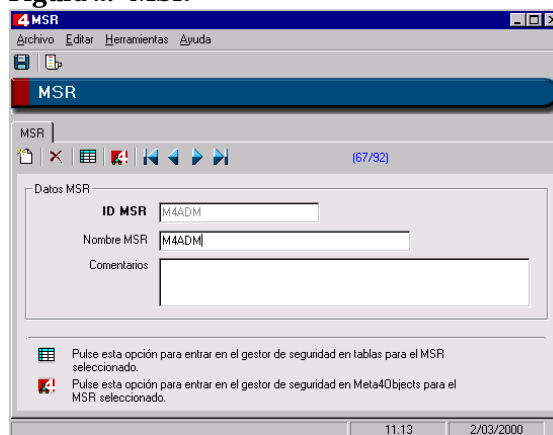 MSR
Archivo Editar Herramientas Ayuda
MSR
MSR
(67/92)
Datos MSR
ID MSR M4ADM
Nombre MSR M4ADM
Comentarios
Pulse esta opción para entrar en el gestor de seguridad en tablas para el MSR
seleccionado.
Pulse esta opción para entrar en el gestor de seguridad en Meta4Objects para el
MSR seleccionado.
11:13 2/03/2000